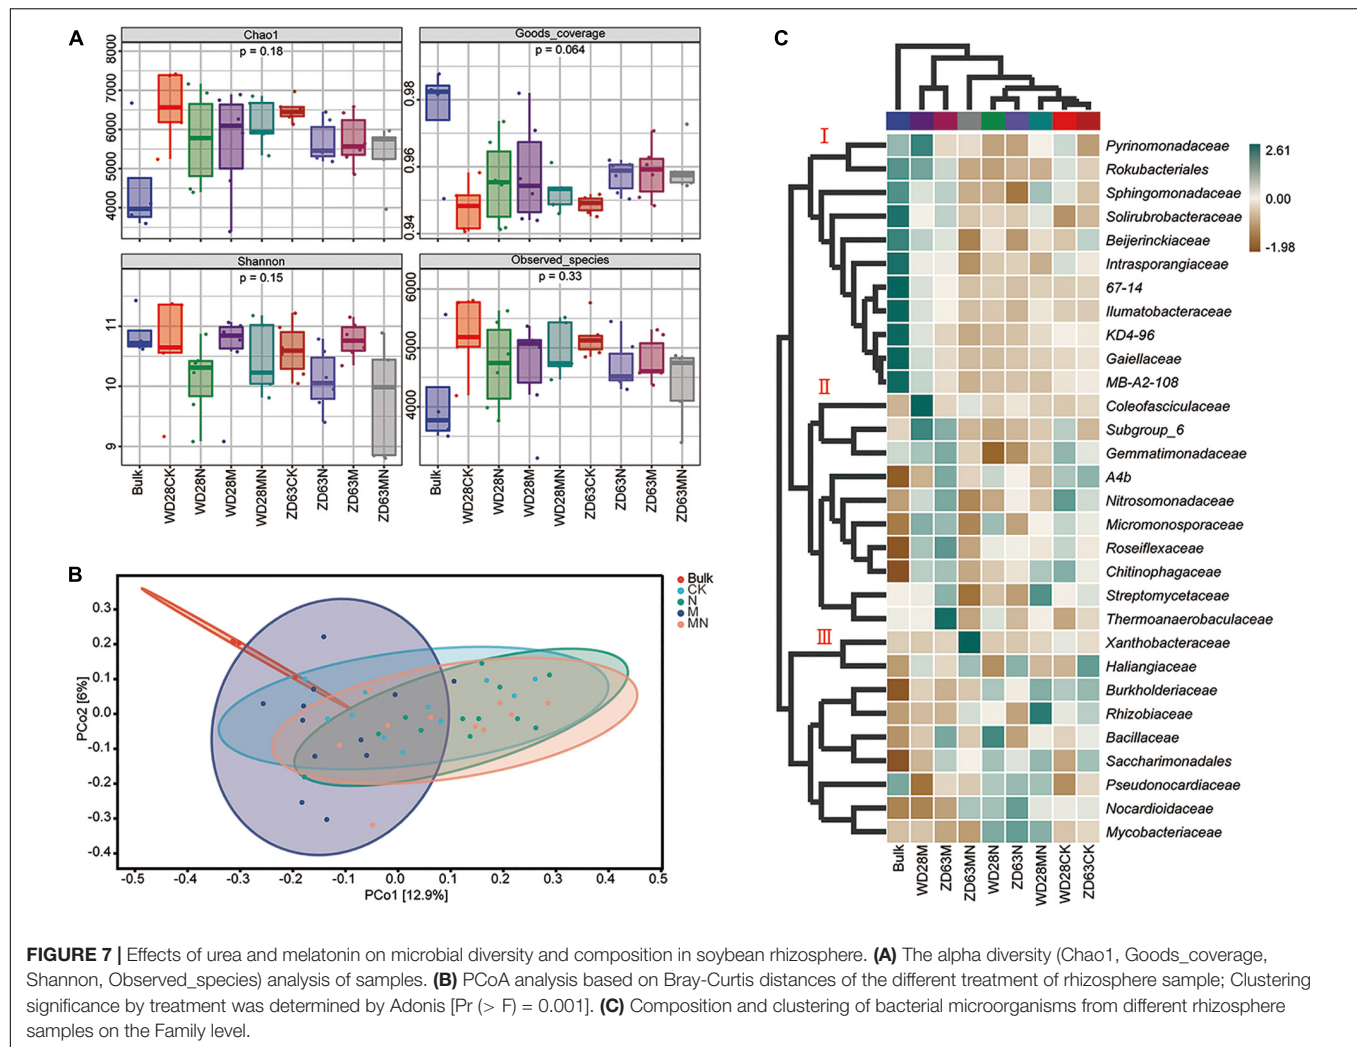 A
Chao1
p = 0.18
8000
7000
6000
5000
4000
Goods_coverage
p = 0.064
0.98
0.96
0.94
Shannon
p = 0.15
11
10
9
Observed_species
p = 0.33
6000
5000
4000
Bulk
WD28CK
WD28N
WD28M
WD28MN
ZD63CK
ZD63N
ZD63M
ZD63MN
Bulk
WD28CK
WD28N
WD28M
WD28MN
ZD63CK
ZD63N
ZD63M
ZD63MN
B
0.3
0.2
0.1
0.0
-0.1
-0.2
-0.3
-0.4
PCo2 [6%]
-0.5 -0.4 -0.3 -0.2 -0.1 0.0 0.1 0.2 0.3 0.4 0.5
PCo1 [12.9%]
Bulk
CK
N
M
MN
C
I
II
III
Pyrinomonadaceae
Rokubacteriales
Sphingomonadaceae
Solirubrobacteraceae
Beijerinckiaceae
Intrasporangiaceae
67-14
Ilumatobacteraceae
KD4-96
Gaiellaceae
MB-A2-108
Coleofasciculaceae
Subgroup_6
Gemmatimonadaceae
A4b
Nitrosomonadaceae
Micromonosporaceae
Roseiflexaceae
Chitinophagaceae
Streptomycetaceae
Thermoanaerobaculaceae
Xanthobacteraceae
Haliangiaceae
Burkholderiaceae
Rhizobiaceae
Bacillaceae
Saccharimonadales
Pseudonocardiaceae
Nocardioidaceae
Mycobacteriaceae
2.61
0.00
-1.98
Bulk
WD28M
ZD63M
ZD63MN
WD28N
ZD63N
WD28MN
WD28CK
ZD63CK
FIGURE 7 | Effects of urea and melatonin on microbial diversity and composition in soybean rhizosphere. (A) The alpha diversity (Chao1, Goods_coverage,
Shannon, Observed_species) analysis of samples. (B) PCoA analysis based on Bray-Curtis distances of the different treatment of rhizosphere sample; Clustering
significance by treatment was determined by Adonis [Pr (> F) = 0.001]. (C) Composition and clustering of bacterial microorganisms from different rhizosphere
samples on the Family level.